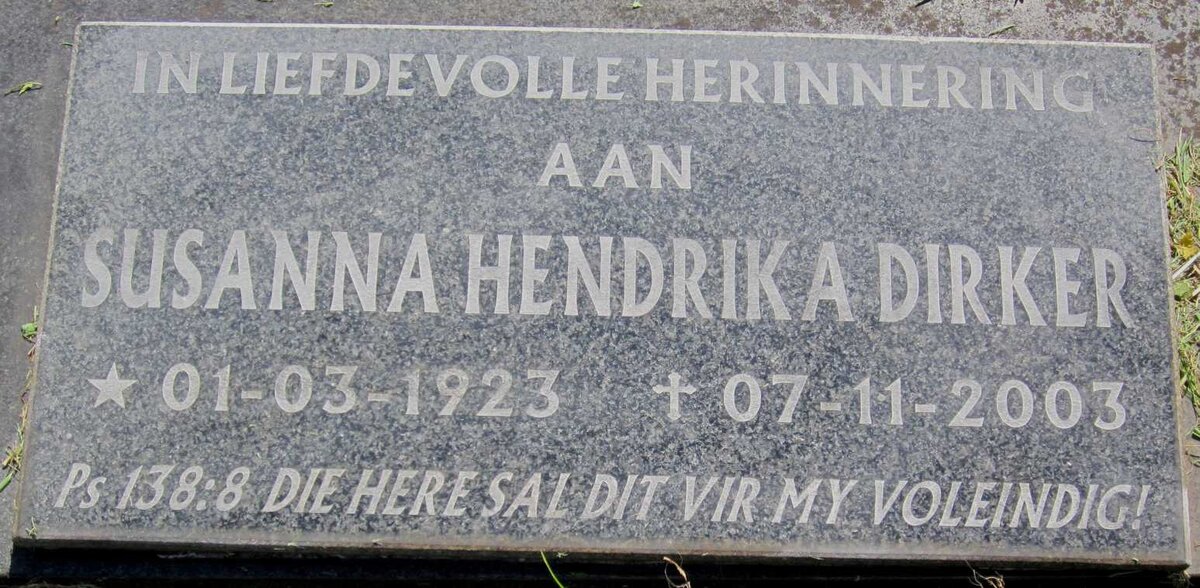 IN LIEFDEVOLLE HERINNERING
AAN
SUSANNA HENDRIKA DIRKER
★ 01-03-1923 ✝ 07-11-2003
Ps 138:8 DIE HERE SAL DIT VIR MY VOLEINDIG!